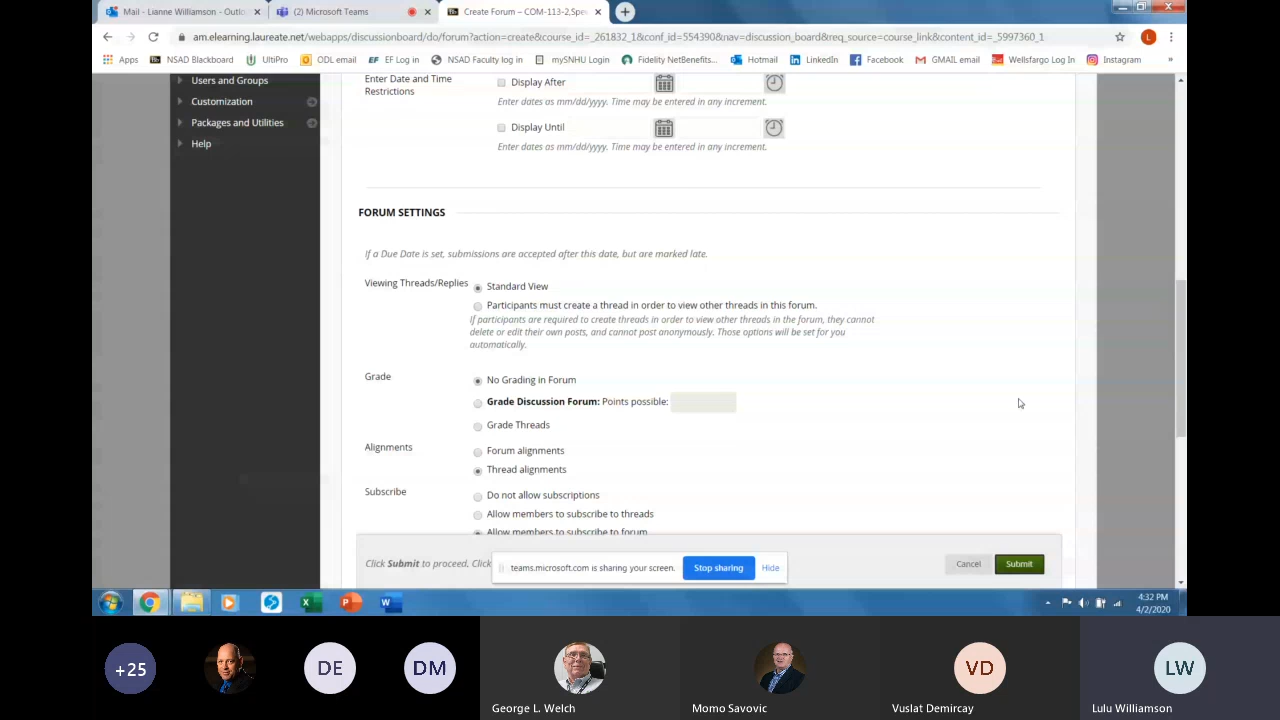 Mail - Lianne Williamson - Outlo
(2) Microsoft Teams
Create Forum – COM-113-2,Spe
am.elearning.laureate.net/webapps/discussionboard/do/forum?action=create&course_id=_261832_1&conf_id=554390&nav=discussion_board&req_source=course_link&content_id=_5997360_1
L
Apps
NSAD Blackboard
UltiPro
ODL email
EF Log in
NSAD Faculty log in
mySNHU Login
Fidelity NetBenefits...
Hotmail
LinkedIn
Facebook
GMAIL email
Wellsfargo Log In
Instagram
»
Users and Groups
Customization
Packages and Utilities
Help
Enter Date and Time
Restrictions
Display After
Enter dates as mm/dd/yyyy. Time may be entered in any increment.
Display Until
Enter dates as mm/dd/yyyy. Time may be entered in any increment.
FORUM SETTINGS
If a Due Date is set, submissions are accepted after this date, but are marked late.
Viewing Threads/Replies
Standard View
Participants must create a thread in order to view other threads in this forum.
If participants are required to create threads in order to view other threads in the forum, they cannot
delete or edit their own posts, and cannot post anonymously. Those options will be set for you
automatically.
Grade
No Grading in Forum
Grade Discussion Forum: Points possible:
Grade Threads
Alignments
Forum alignments
Thread alignments
Subscribe
Do not allow subscriptions
Allow members to subscribe to threads
Allow members to subscribe to forum
Click Submit to proceed. Click
teams.microsoft.com is sharing your screen.
Stop sharing
Hide
Cancel
Submit
4:32 PM
4/2/2020
+25
DE
DM
VD
LW
George L. Welch
Momo Savovic
Vuslat Demircay
Lulu Williamson